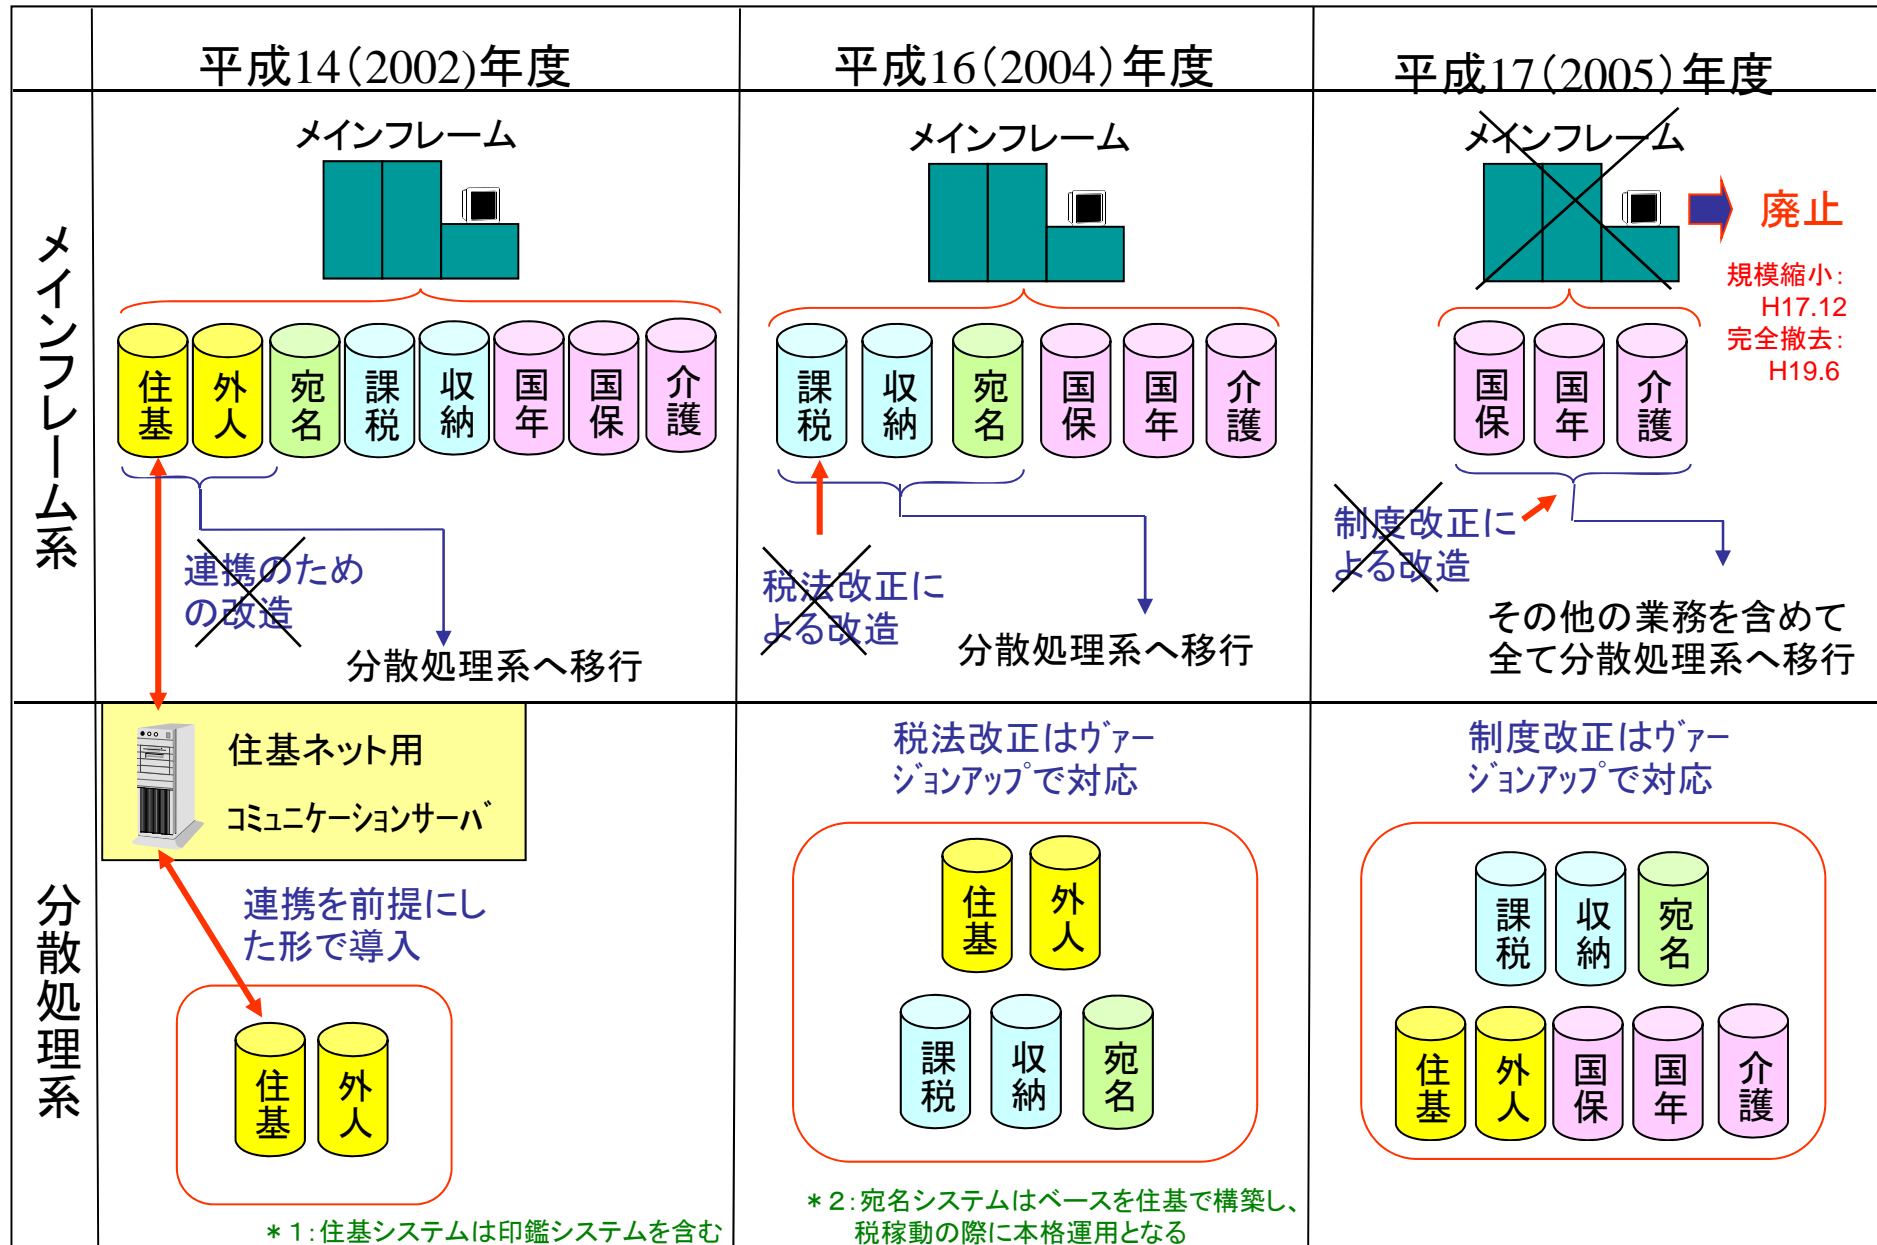 平成14(2002)年度
平成16(2004)年度
平成17(2005)年度
メインフレーム系
メインフレーム
住基
外人
宛名
課税
収納
国年
国保
介護
連携のため
の改造
分散処理系へ移行
メインフレーム
課税
収納
宛名
国保
国年
介護
税法改正に
よる改造
分散処理系へ移行
メインフレーム
廃止
規模縮小:
H17.12
完全撤去:
H19.6
国保
国年
介護
制度改正に
よる改造
その他の業務を含めて
全て分散処理系へ移行
分散処理系
住基ネット用
コミュニケーションサーバ
連携を前提にし
た形で導入
住基
外人
*1:住基システムは印鑑システムを含む
税法改正はヴァー
ジョンアップで対応
住基
外人
課税
収納
宛名
*2:宛名システムはベースを住基で構築し、
税稼動の際に本格運用となる
制度改正はヴァー
ジョンアップで対応
課税
収納
宛名
住基
外人
国保
国年
介護